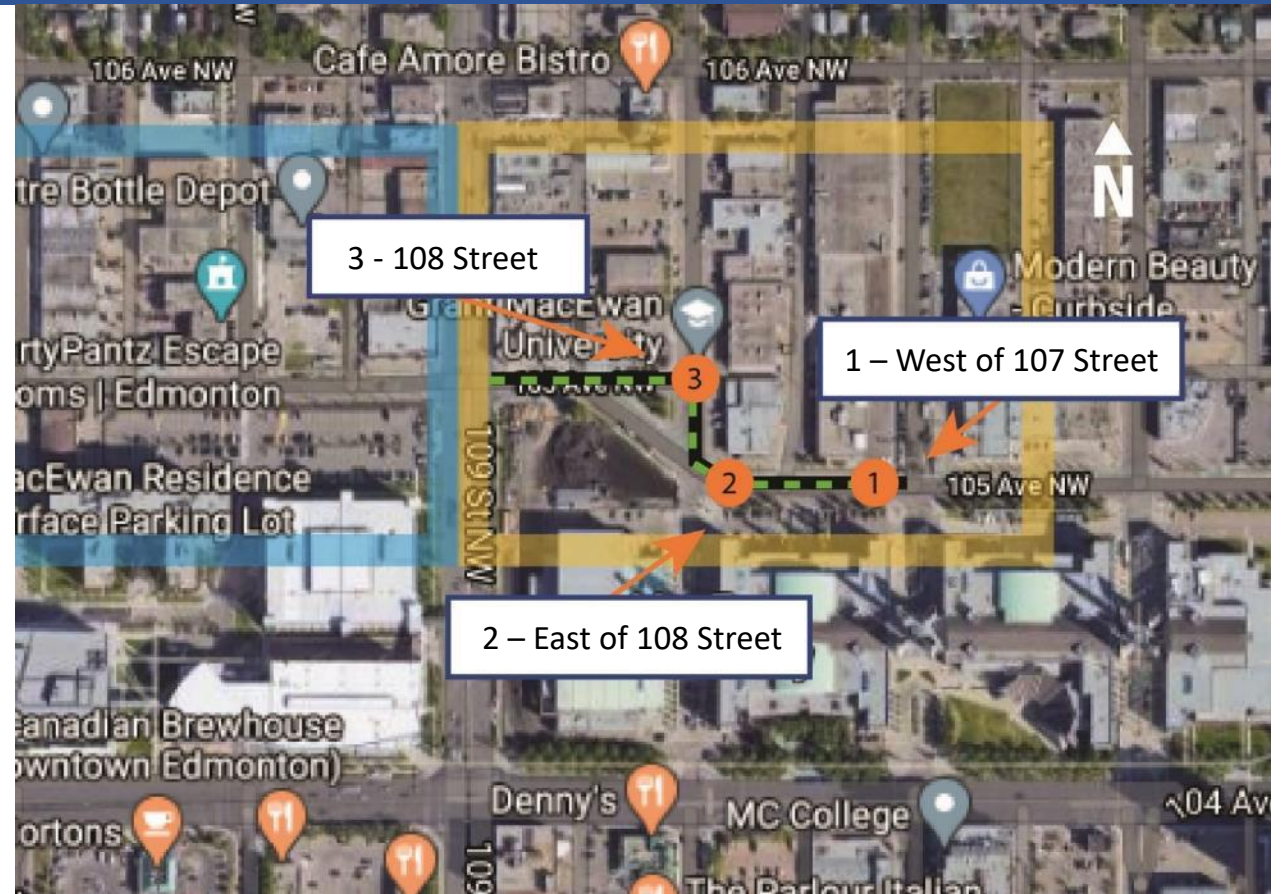 106 Ave NW
Cafe Amore Bistro
106 Ave NW
tre Bottle Depot
N
3 - 108 Street
Modern Beauty
- Curbside
Grant MacEwan
University
rtyPantz Escape
oms | Edmonton
1 – West of 107 Street
3
109 St NW
acEwan Residence
rface Parking Lot
2
1
105 Ave NW
2 – East of 108 Street
anadian Brewhouse
owntown Edmonton)
Denny's
MC College
104 Ave
ortons
109
The Parlour Italian